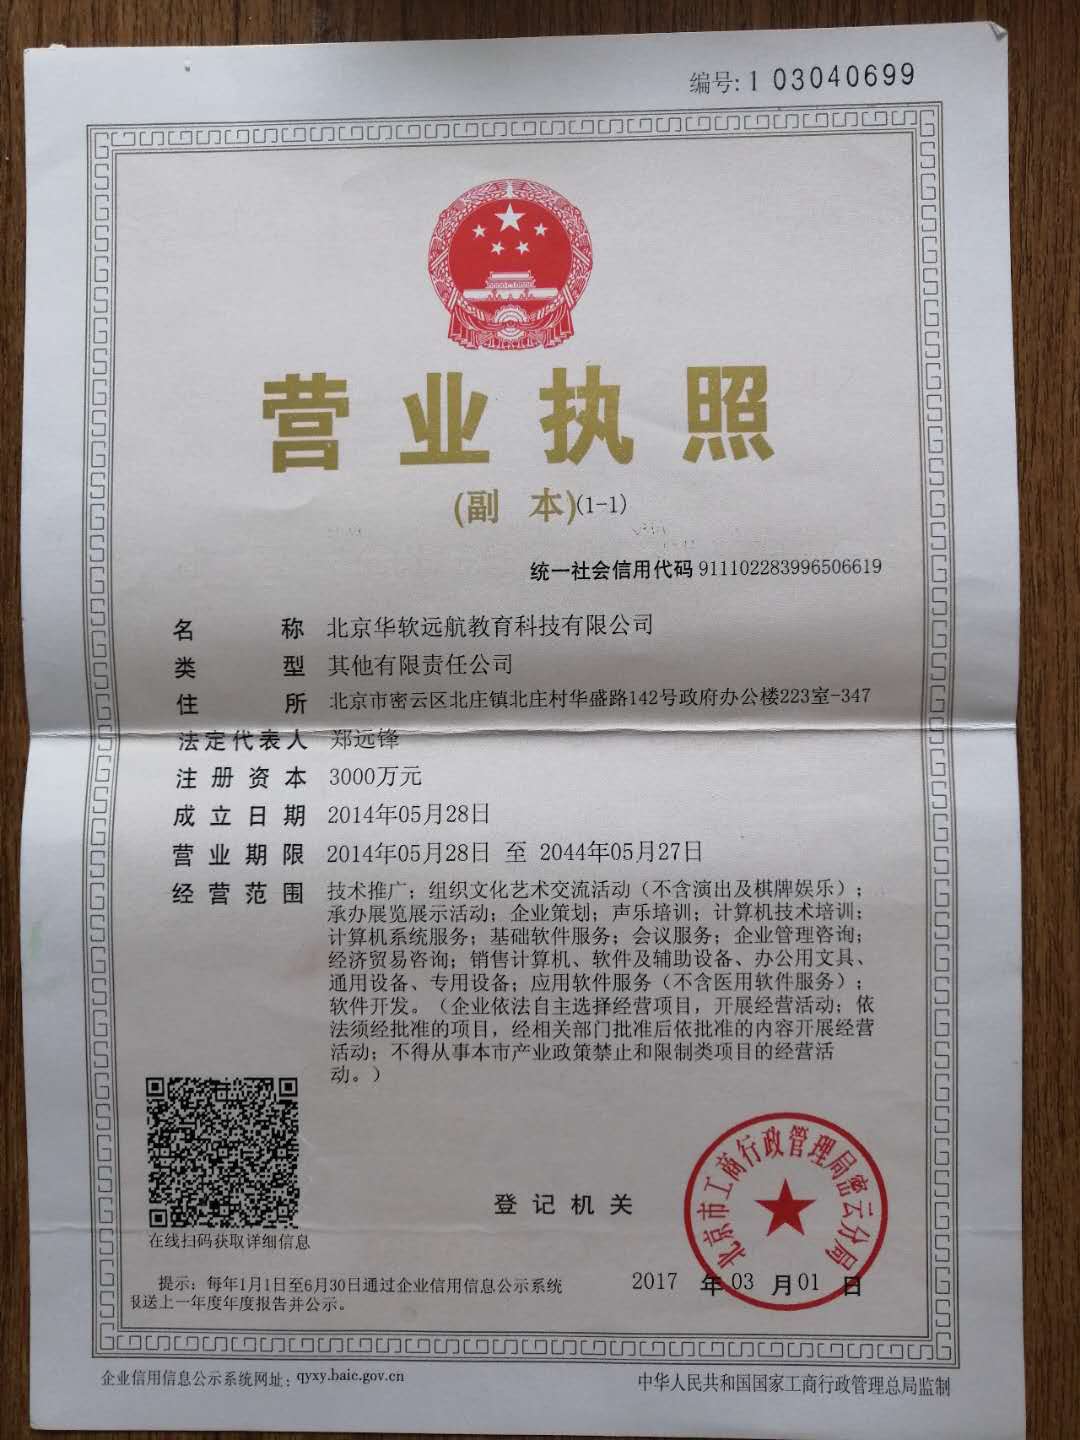 编号: 1 03040699
营业执照
(副 本)(1-1)
统一社会信用代码 911102283996506619
名 称 北京华软远航教育科技有限公司
类 型 其他有限责任公司
住 所 北京市密云区北庄镇北庄村华盛路142号政府办公楼223室-347
法定代表人 郑远锋
注册资本 3000万元
成立日期 2014年05月28日
营业期限 2014年05月28日 至 2044年05月27日
经营范围 技术推广；组织文化艺术交流活动（不含演出及棋牌娱乐）；
承办展览展示活动；企业策划；声乐培训；计算机技术培训；
计算机系统服务；基础软件服务；会议服务；企业管理咨询；
经济贸易咨询；销售计算机、软件及辅助设备、办公用文具、
通用设备、专用设备；应用软件服务（不含医用软件服务）；
软件开发。（企业依法自主选择经营项目，开展经营活动；依
法须经批准的项目，经相关部门批准后依批准的内容开展经营
活动；不得从事本市产业政策禁止和限制类项目的经营活
动。）
在线扫码获取详细信息
登记机关
北京市工商行政管理局密云分局
2017 年 03 月 01 日
提示：每年1月1日至6月30日通过企业信用信息公示系统
报送上一年度年度报告并公示。
企业信用信息公示系统网址：qyxy.baic.gov.cn
中华人民共和国国家工商行政管理总局监制